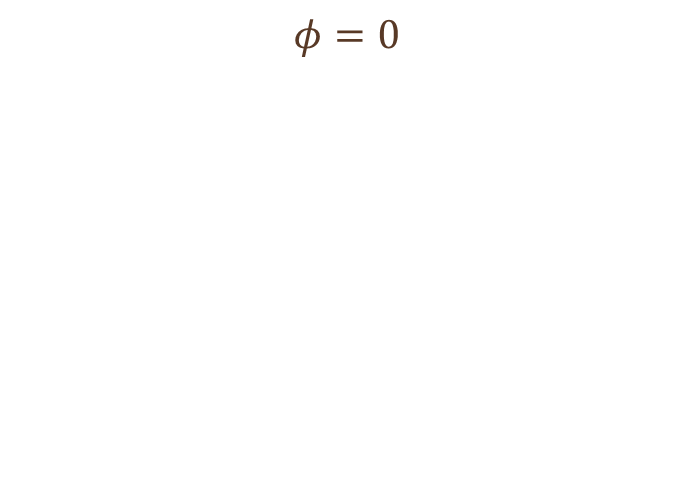 ϕ = 0